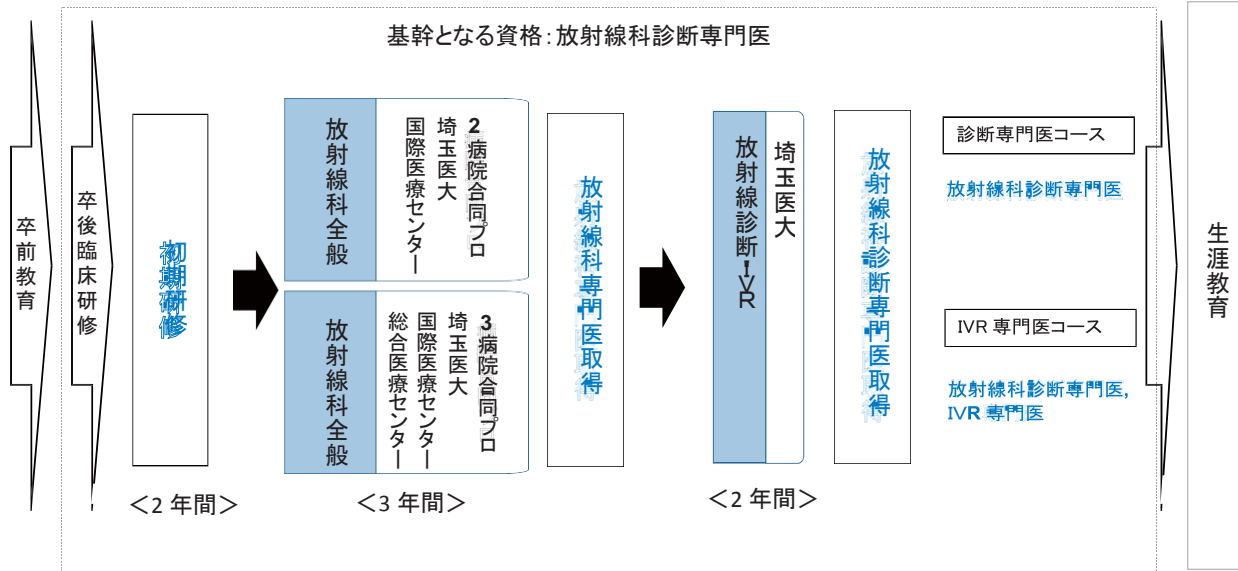 基幹となる資格：放射線科診断専門医
卒前教育
卒後臨床研修
初期研修
＜2 年間＞
放射線科全般
2病院合同プロ
埼玉医大
国際医療センター
放射線科全般
3病院合同プロ
埼玉医大
国際医療センター
総合医療センター
＜3 年間＞
放射線科専門医取得
放射線診断・IVR
埼玉医大
＜2 年間＞
放射線科診断専門医取得
診断専門医コース
放射線科診断専門医
IVR 専門医コース
放射線科診断専門医,
IVR 専門医
生涯教育